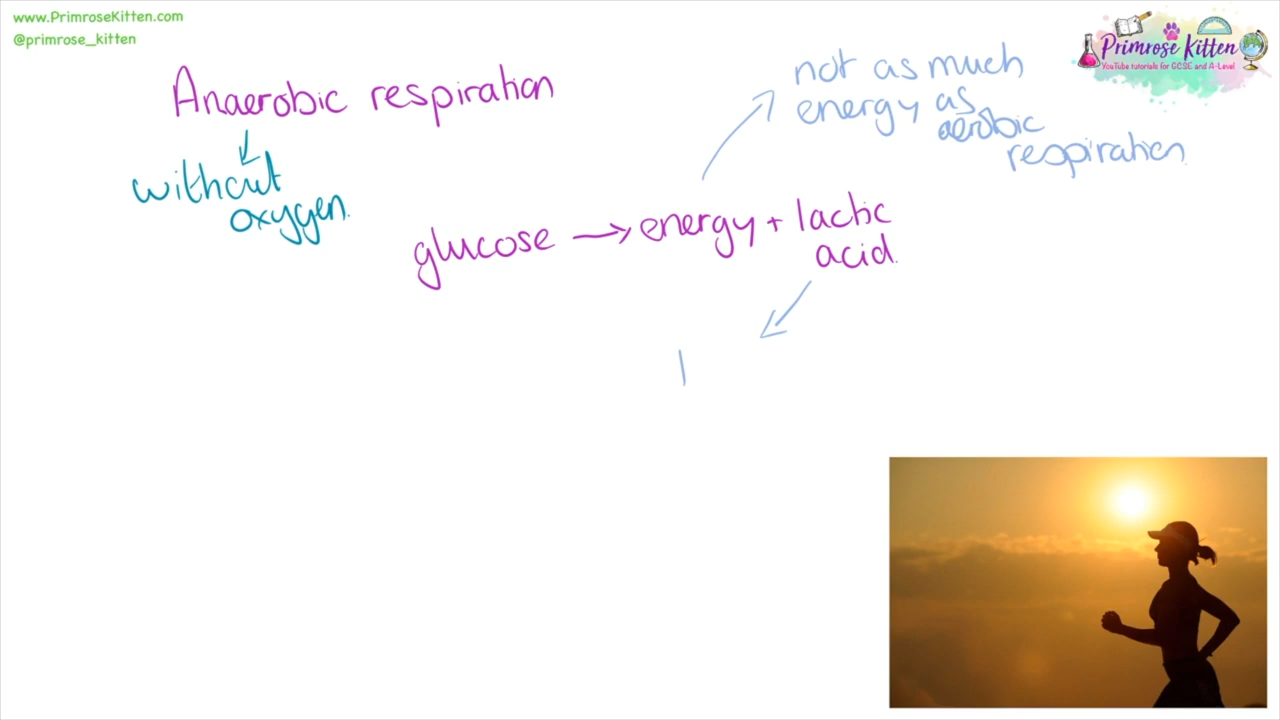 www.PrimroseKitten.com
@primrose_kitten
Primrose Kitten
YouTube tutorials for GCSE and A-Level
Anaerobic respiration
without
oxygen.
not as much
energy as
aerobic
respiration
glucose → energy + lactic
acid.